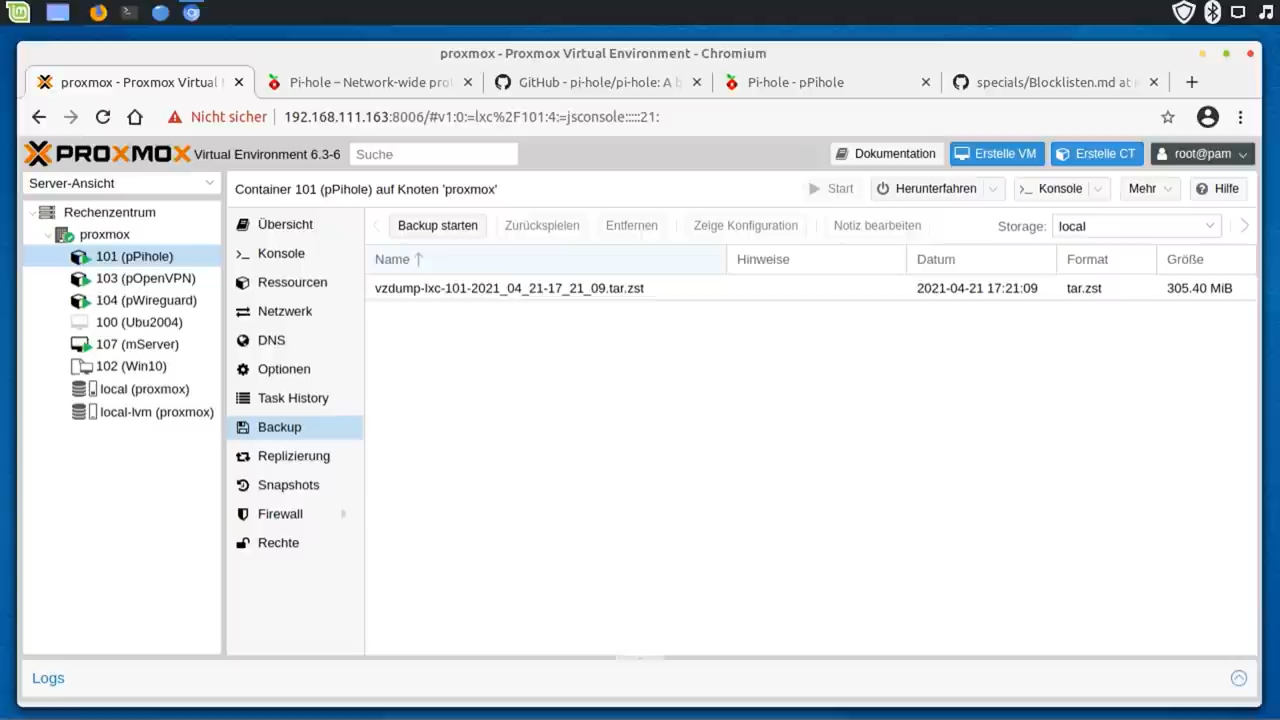 proxmox - Proxmox Virtual Environment - Chromium
proxmox - Proxmox Virtual
Pi-hole – Network-wide pro
GitHub - pi-hole/pi-hole: A b
Pi-hole - pPihole
specials/Blocklisten.md at
Nicht sicher
192.168.111.163:8006/#v1:0:=lxc%2F101:4:=jsconsole:::::21:
PROXMOX Virtual Environment 6.3-6
Suche
Dokumentation
Erstelle VM
Erstelle CT
root@pam
Server-Ansicht
Rechenzentrum
proxmox
101 (pPihole)
103 (pOpenVPN)
104 (pWireguard)
100 (Ubu2004)
107 (mServer)
102 (Win10)
local (proxmox)
local-lvm (proxmox)
Container 101 (pPihole) auf Knoten 'proxmox'
Start
Herunterfahren
Konsole
Mehr
Hilfe
Übersicht
Konsole
Ressourcen
Netzwerk
DNS
Optionen
Task History
Backup
Replizierung
Snapshots
Firewall
Rechte
Backup starten
Zurückspielen
Entfernen
Zeige Konfiguration
Notiz bearbeiten
Storage: local
Name
Hinweise
Datum
Format
Größe
vzdump-lxc-101-2021_04_21-17_21_09.tar.zst
2021-04-21 17:21:09
tar.zst
305.40 MiB
Logs